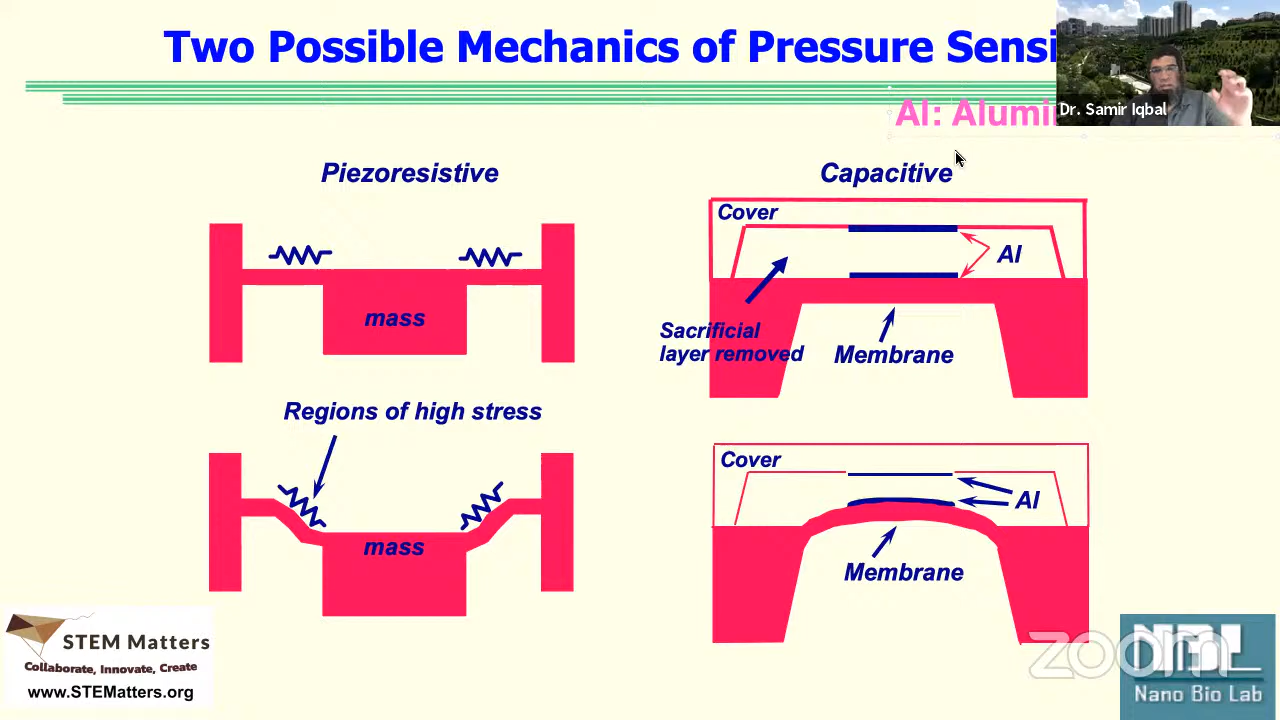 Two Possible Mechanics of Pressure Sensi
Al: Alumi
Dr. Samir Iqbal
Piezoresistive
Capacitive
Cover
Al
mass
Sacrificial
layer removed
Membrane
Regions of high stress
Cover
Al
mass
Membrane
STEM Matters
Collaborate, Innovate, Create
www.STEMatters.org
zoom
NBL
Nano Bio Lab